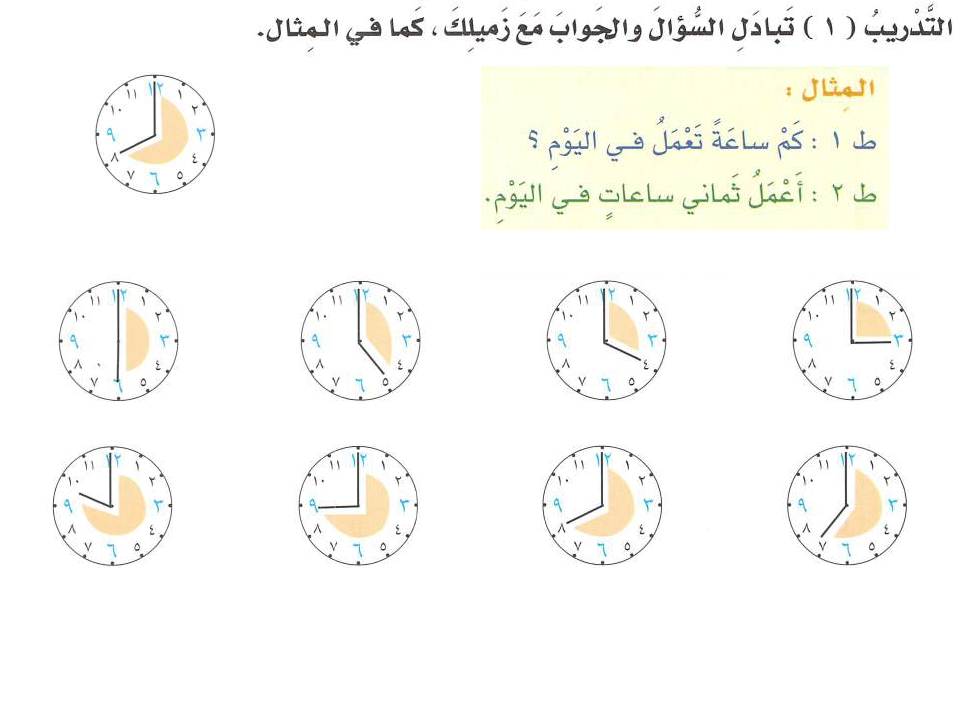 التَّدْريبُ ( ١ ) تَبادَلِ السُّؤالَ والجَوابَ مَعَ زَميلِكَ ، كَما في المِثال.
المِثال :
ط ١ : كَمْ ساعَةً تَعْمَلُ في اليَوْمِ ؟
ط ٢ : أَعْمَلُ ثَماني ساعاتٍ في اليَوْمِ.
١٢ ١ ٢ ٣ ٤ ٥ ٦ ٧ ٨ ٩ ١٠ ١١
١٢ ١ ٢ ٣ ٤ ٥ ٦ ٧ ٨ ٩ ١٠ ١١
١٢ ١ ٢ ٣ ٤ ٥ ٦ ٧ ٨ ٩ ١٠ ١١
١٢ ١ ٢ ٣ ٤ ٥ ٦ ٧ ٨ ٩ ١٠ ١١
١٢ ١ ٢ ٣ ٤ ٥ ٦ ٧ ٨ ٩ ١٠ ١١
١٢ ١ ٢ ٣ ٤ ٥ ٦ ٧ ٨ ٩ ١٠ ١١
١٢ ١ ٢ ٣ ٤ ٥ ٦ ٧ ٨ ٩ ١٠ ١١
١٢ ١ ٢ ٣ ٤ ٥ ٦ ٧ ٨ ٩ ١٠ ١١
١٢ ١ ٢ ٣ ٤ ٥ ٦ ٧ ٨ ٩ ١٠ ١١